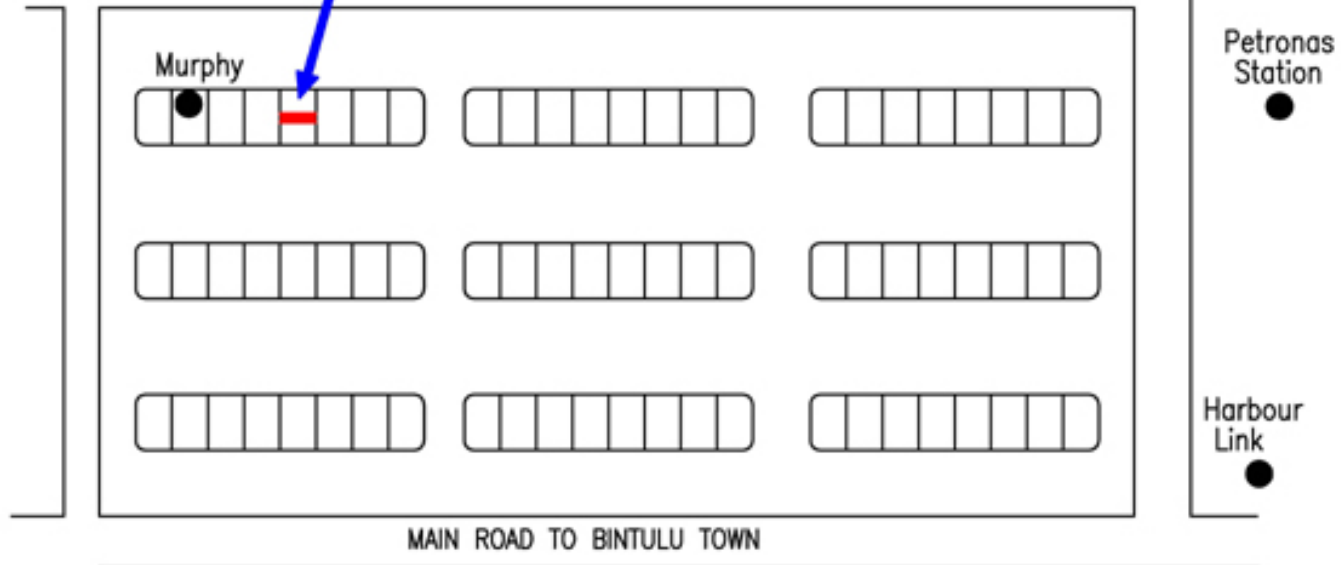 Murphy
Petronas
Station
Harbour
Link
MAIN ROAD TO BINTULU TOWN